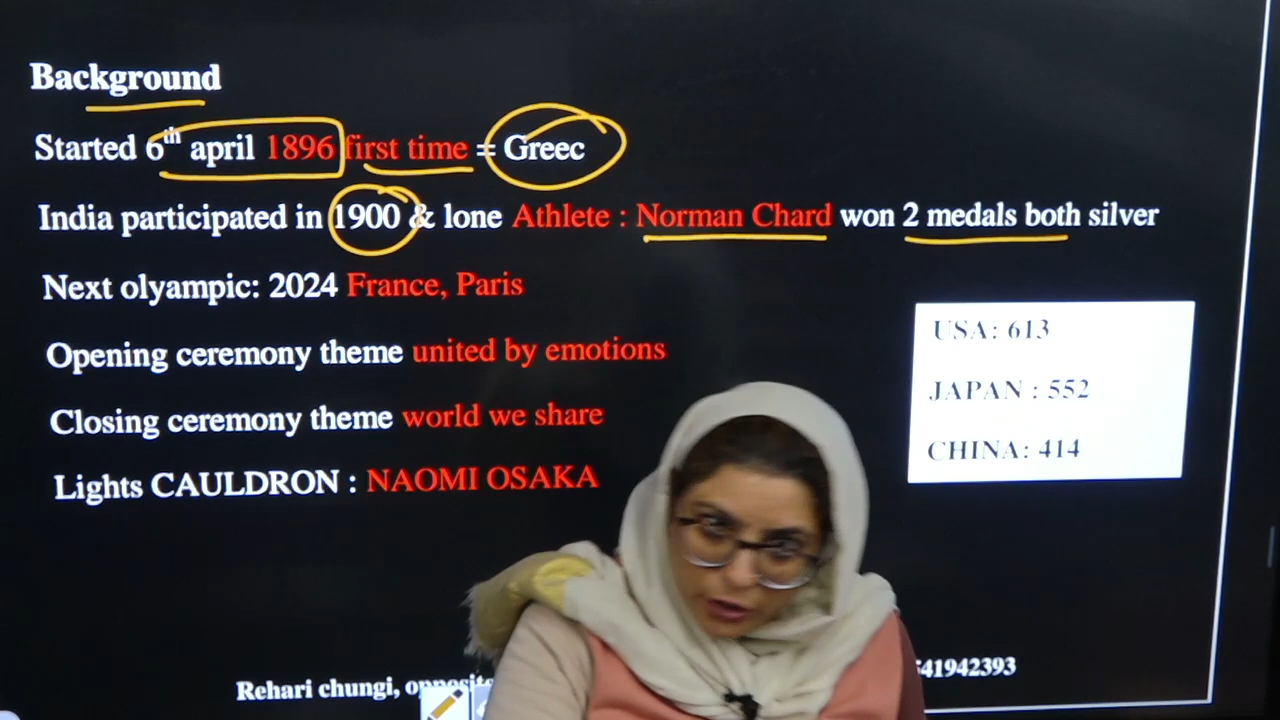 Background
Started 6th april 1896 first time = Greec
India participated in 1900 & lone Athlete : Norman Chard won 2 medals both silver
Next olyampic: 2024 France, Paris
Opening ceremony theme united by emotions
Closing ceremony theme world we share
Lights CAULDRON : NAOMI OSAKA
USA: 613
JAPAN : 552
CHINA: 414
Rehari chungi, opposite 41942393